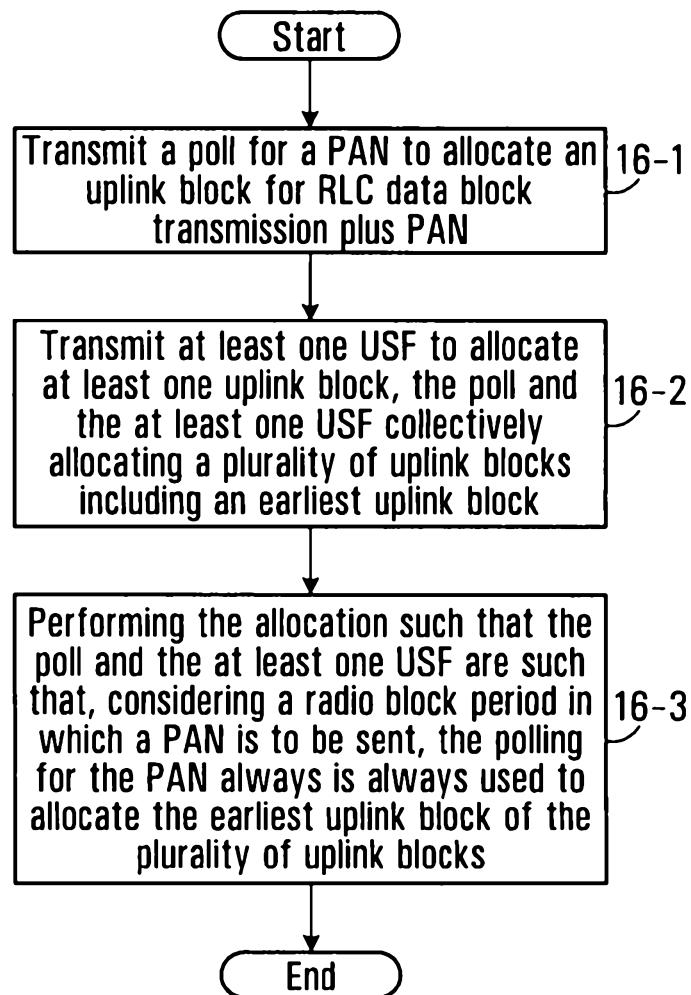 Start
Transmit a poll for a PAN to allocate an
uplink block for RLC data block
transmission plus PAN
16-1
Transmit at least one USF to allocate
at least one uplink block, the poll and
the at least one USF collectively
allocating a plurality of uplink blocks
including an earliest uplink block
16-2
Performing the allocation such that the
poll and the at least one USF are such
that, considering a radio block period in
which a PAN is to be sent, the polling
for the PAN always is always used to
allocate the earliest uplink block of the
plurality of uplink blocks
16-3
End